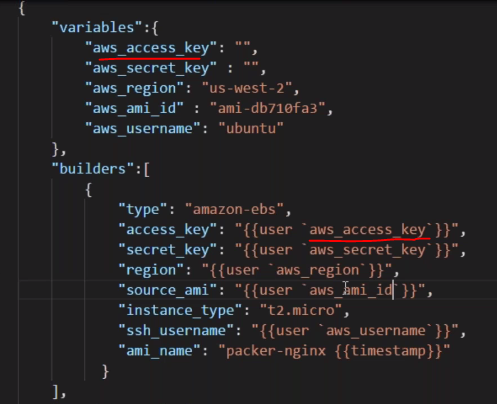 {
"variables":{
"aws_access_key": "",
"aws_secret_key" : "",
"aws_region": "us-west-2",
"aws_ami_id" : "ami-db710fa3",
"aws_username": "ubuntu"
},
"builders":[
{
"type": "amazon-ebs",
"access_key": "{{user `aws_access_key`}}",
"secret_key": "{{user `aws_secret_key`}}",
"region": "{{user `aws_region`}}",
"source_ami": "{{user `aws_ami_id`}}",
"instance_type": "t2.micro",
"ssh_username": "{{user `aws_username`}}",
"ami_name": "packer-nginx {{timestamp}}"
}
],